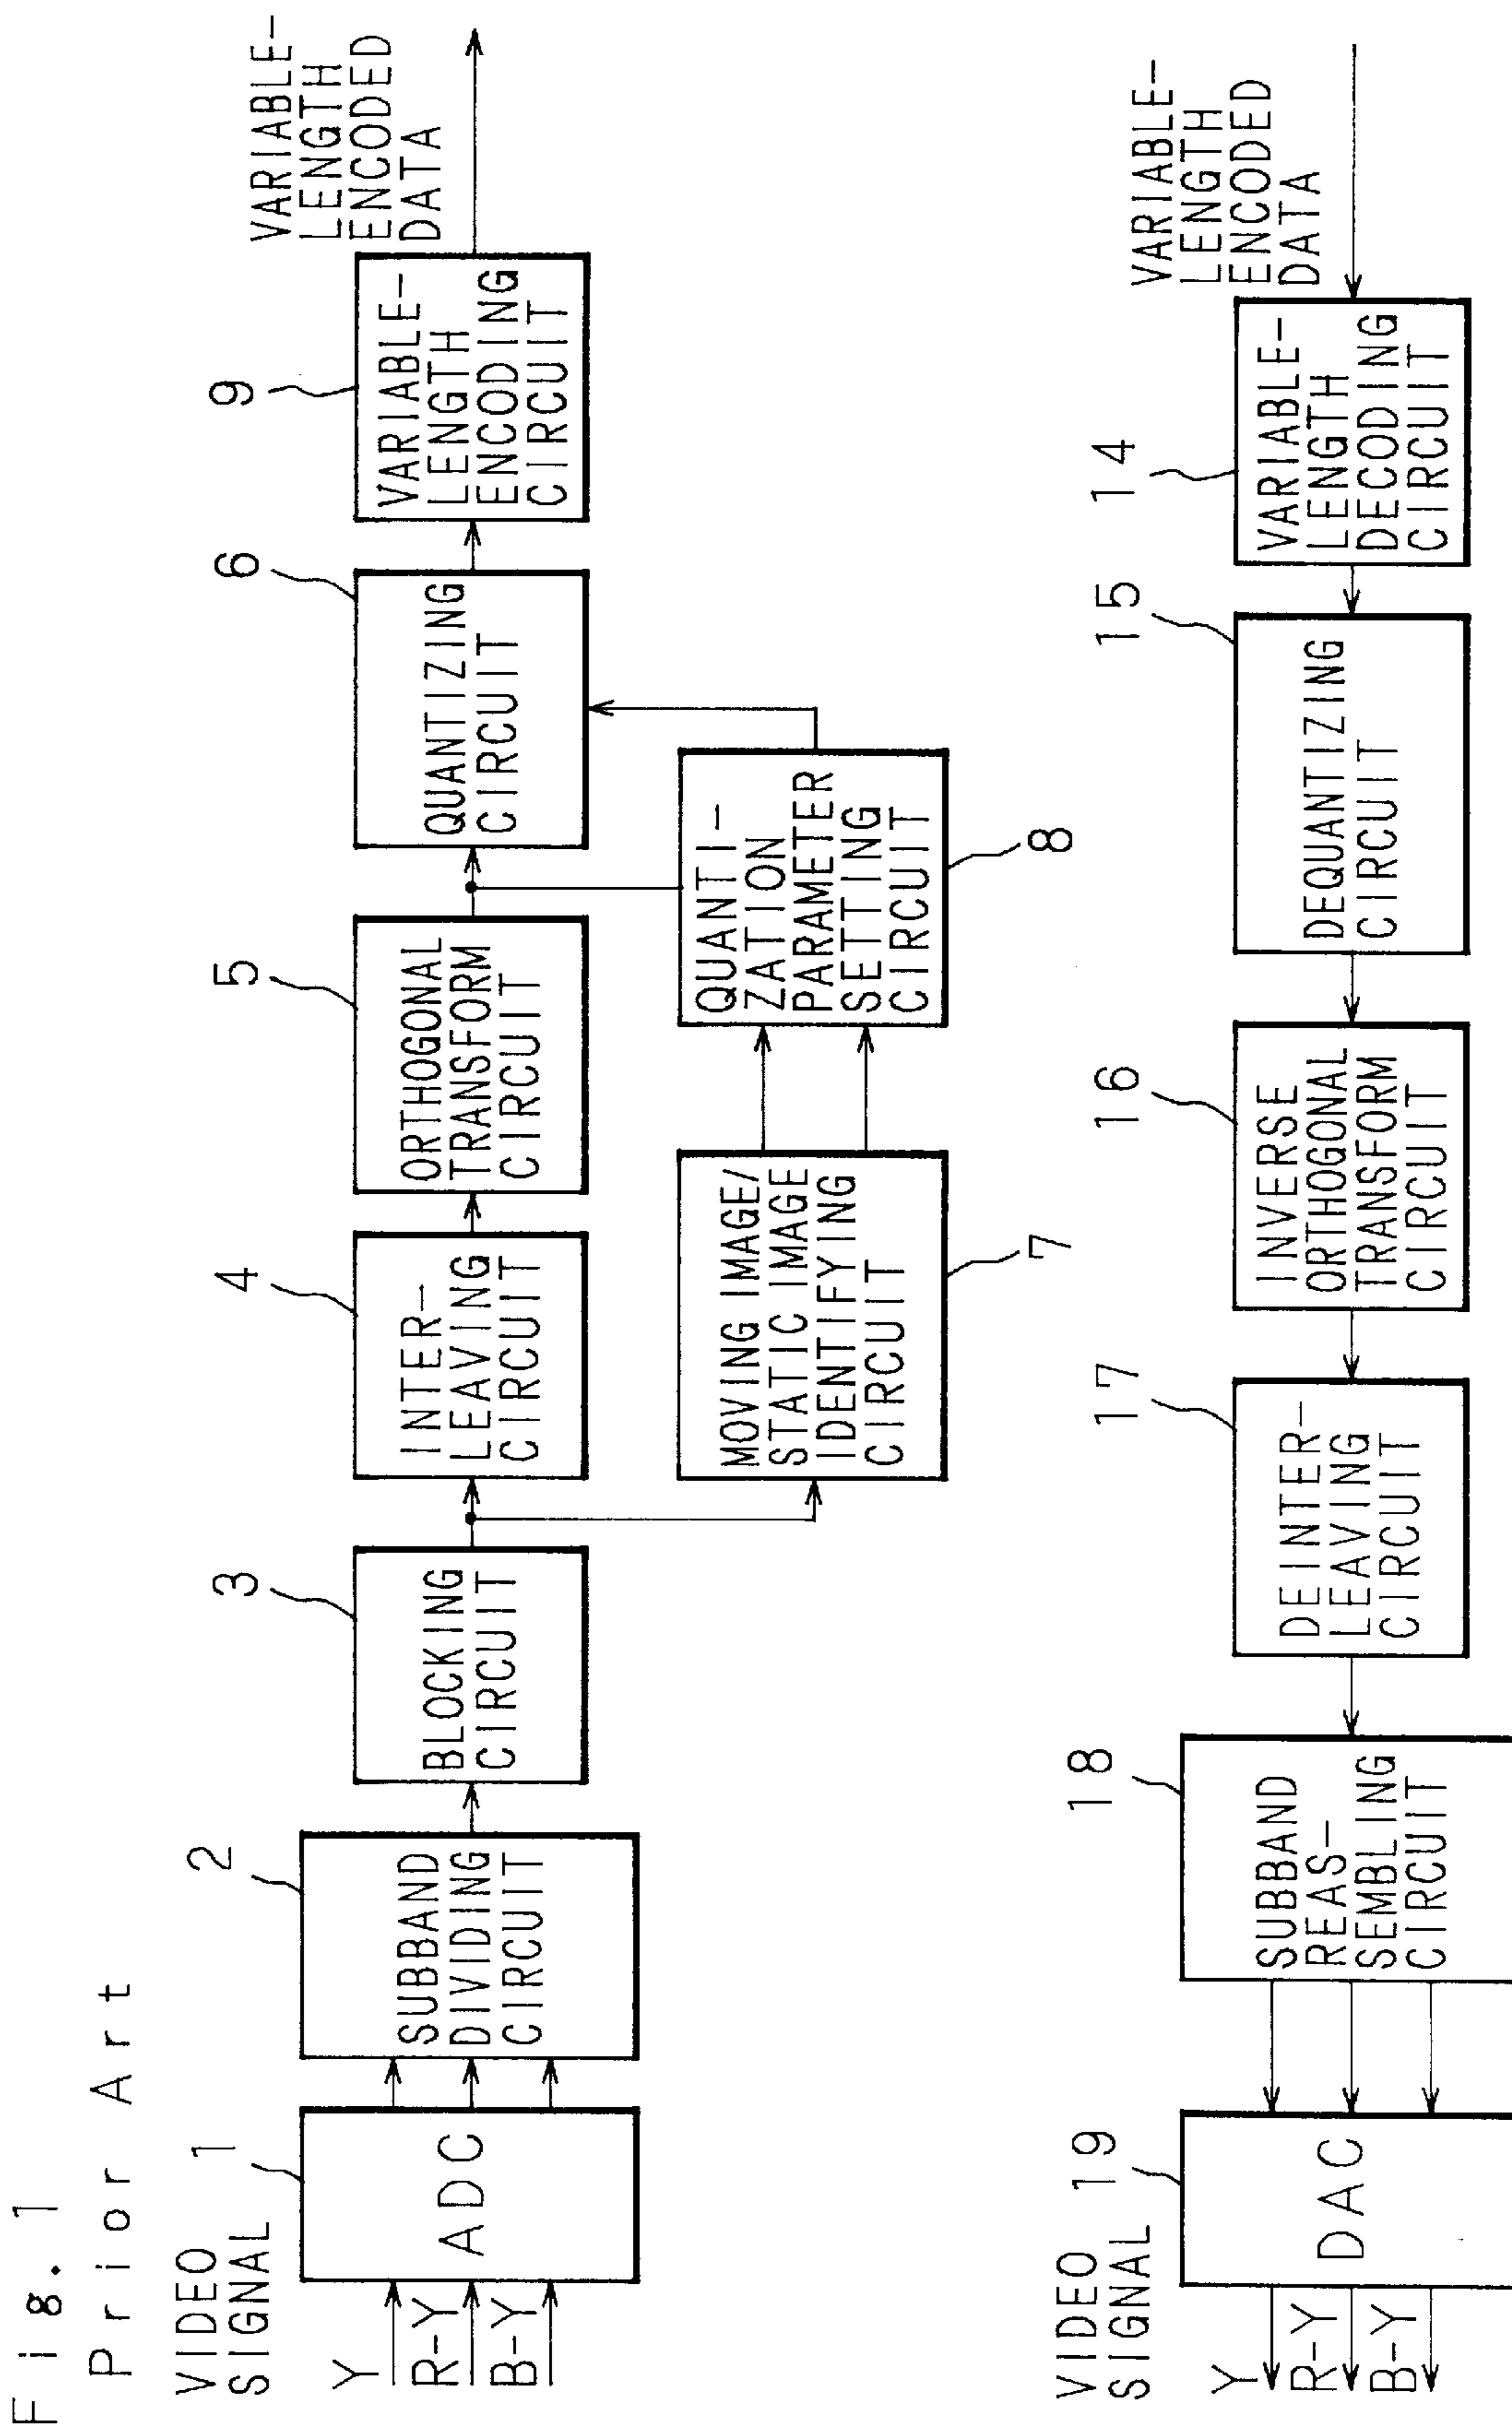 Fig. 1
Prior Art
VIDEO
SIGNAL
Y
R-Y
B-Y
1
ADC
2
SUBBAND
DIVIDING
CIRCUIT
3
BLOCKING
CIRCUIT
4
INTER-
LEAVING
CIRCUIT
5
ORTHOGONAL
TRANSFORM
CIRCUIT
6
QUANTIZING
CIRCUIT
9
VARIABLE-
LENGTH
ENCODING
CIRCUIT
VARIABLE-
LENGTH
ENCODED
DATA
MOVING IMAGE/
STATIC IMAGE
IDENTIFYING
CIRCUIT
7
QUANTI-
ZATION
PARAMETER
SETTING
CIRCUIT
8
VIDEO
SIGNAL
Y
R-Y
B-Y
19
DAC
18
SUBBAND
REAS-
SEMBLING
CIRCUIT
17
DEINTER-
LEAVING
CIRCUIT
16
INVERSE
ORTHOGONAL
TRANSFORM
CIRCUIT
15
DEQUANTIZING
CIRCUIT
14
VARIABLE-
LENGTH
DECODING
CIRCUIT
VARIABLE-
LENGTH
ENCODED
DATA